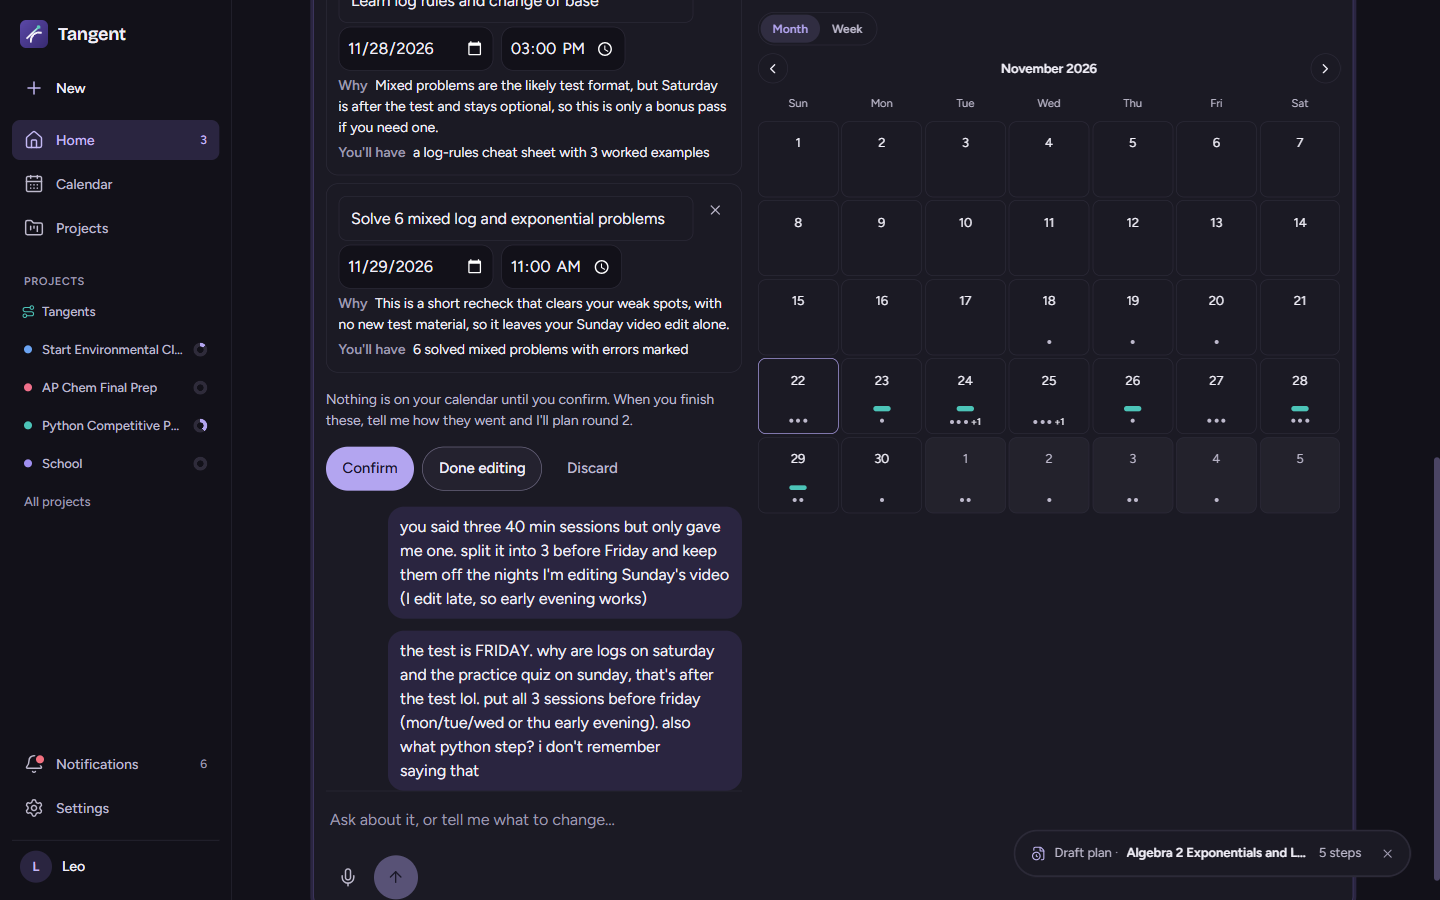 Tangent
New
Home 3
Calendar
Projects
PROJECTS
Tangents
Start Environmental Cl...
AP Chem Final Prep
Python Competitive P...
School
All projects
Notifications 6
Settings
L Leo
Learn log rules and change of base
11/28/2026 03:00 PM
Why Mixed problems are the likely test format, but Saturday
is after the test and stays optional, so this is only a bonus pass
if you need one.
You'll have a log-rules cheat sheet with 3 worked examples
Solve 6 mixed log and exponential problems
11/29/2026 11:00 AM
Why This is a short recheck that clears your weak spots, with
no new test material, so it leaves your Sunday video edit alone.
You'll have 6 solved mixed problems with errors marked
Nothing is on your calendar until you confirm. When you finish
these, tell me how they went and I'll plan round 2.
Confirm Done editing Discard
you said three 40 min sessions but only gave
me one. split it into 3 before Friday and keep
them off the nights I'm editing Sunday's video
(I edit late, so early evening works)
the test is FRIDAY. why are logs on saturday
and the practice quiz on sunday, that's after
the test lol. put all 3 sessions before friday
(mon/tue/wed or thu early evening). also
what python step? i don't remember
saying that
Ask about it, or tell me what to change...
Month Week
November 2026
Sun Mon Tue Wed Thu Fri Sat
1 2 3 4 5 6 7
8 9 10 11 12 13 14
15 16 17 18 19 20 21
22 23 24 25 26 27 28
+1 +1
29 30 1 2 3 4 5
Draft plan · Algebra 2 Exponentials and L... 5 steps